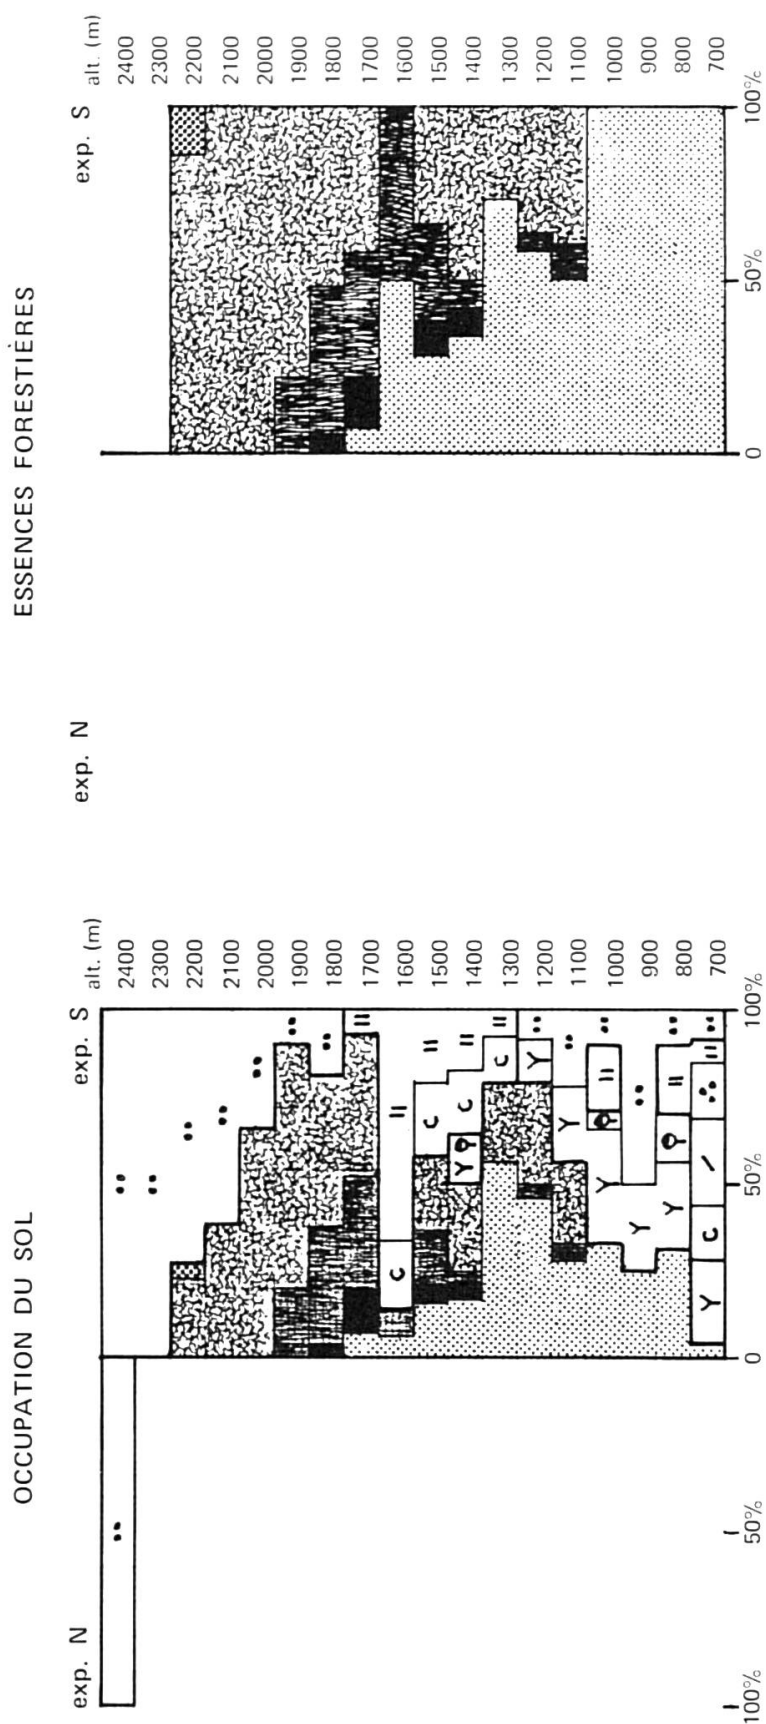 OCCUPATION DU SOL
exp. N
exp. S
alt. (m)
2400
2300
2200
2100
2000
1900
1800
1700
1600
1500
1400
1300
1200
1100
1000
900
800
700
100%
50%
0
50%
100%
C
C
C
C
Y
Y
Y
Y
Y
Y
Y
C
ESSENCES FORESTIÈRES
exp. N
exp. S
alt. (m)
2400
2300
2200
2100
2000
1900
1800
1700
1600
1500
1400
1300
1200
1100
1000
900
800
700
0
50%
100%